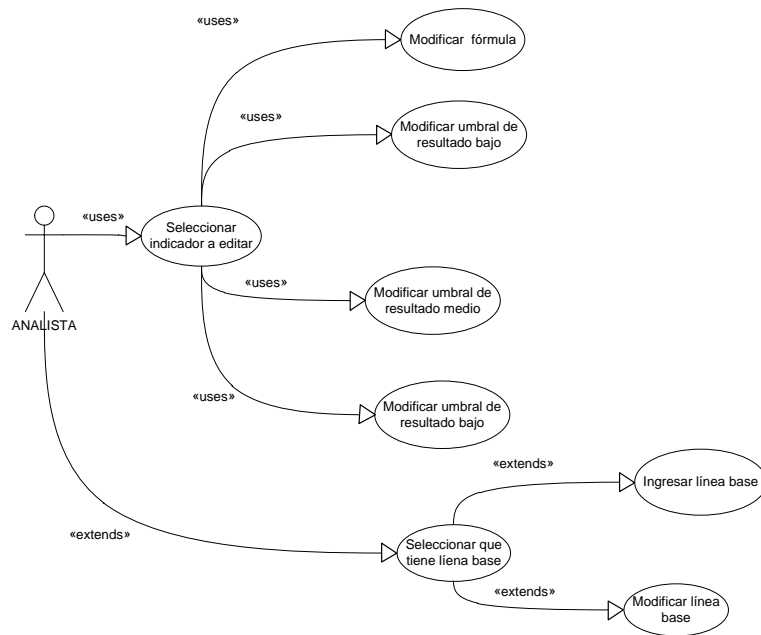 «uses»
Modificar fórmula
«uses»
Modificar umbral de
resultado bajo
«uses»
Seleccionar
indicador a editar
«uses»
Modificar umbral de
resultado medio
ANALISTA
«uses»
Modificar umbral de
resultado bajo
«extends»
Ingresar línea base
«extends»
Seleccionar que
tiene líena base
«extends»
Modificar línea
base